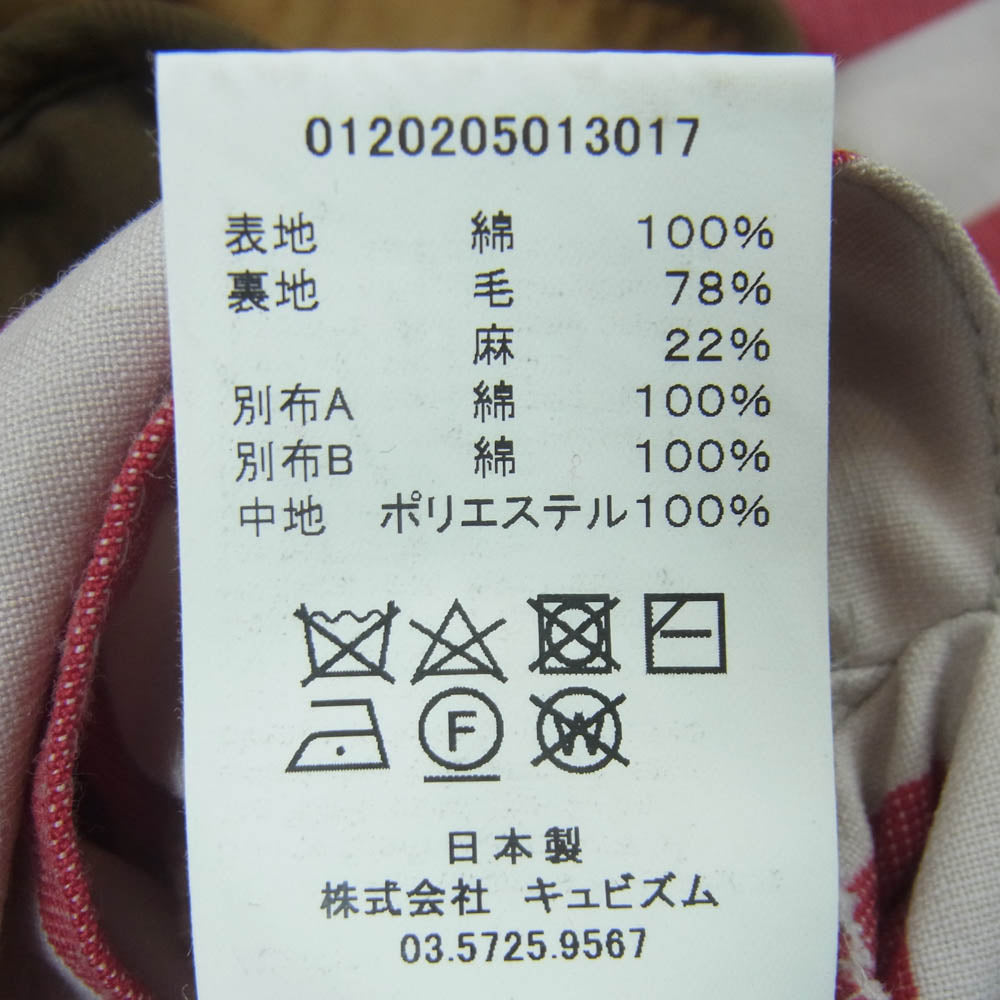 0120205013017
表地 綿 100%
裏地 毛 78%
麻 22%
別布A 綿 100%
別布B 綿 100%
中地 ポリエステル100%
F W
日本製
株式会社 キュビズム
03.5725.9567